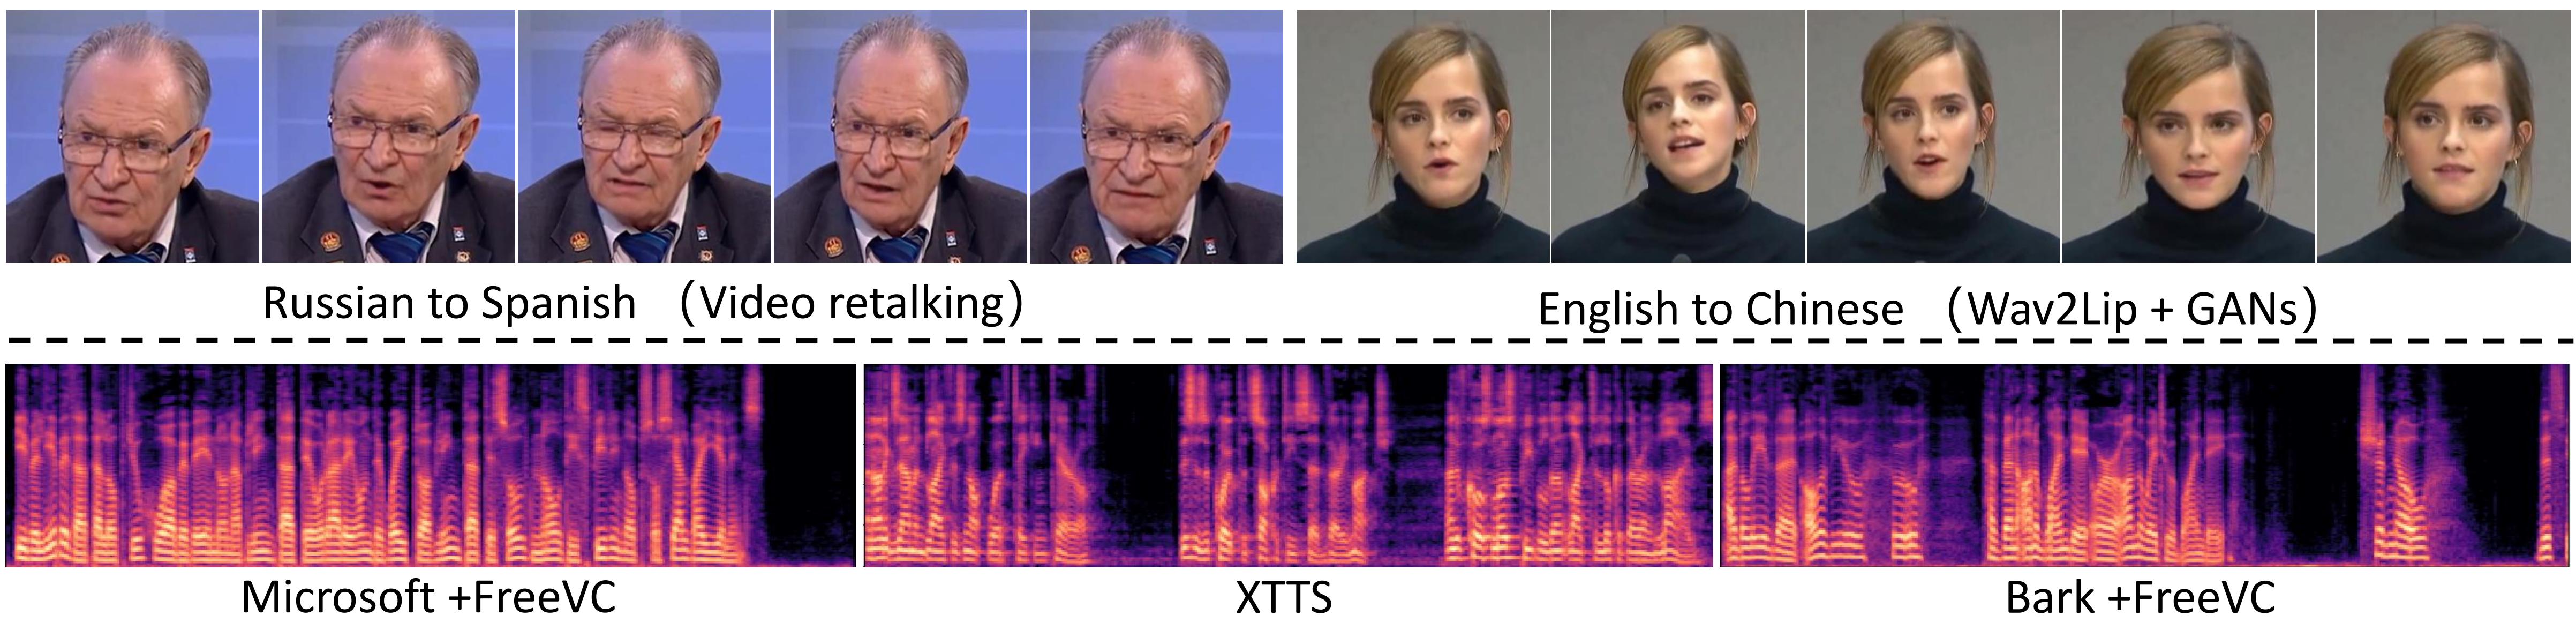 Russian to Spanish （Video retalking）
English to Chinese （Wav2Lip + GANs）
Microsoft +FreeVC
XTTS
Bark +FreeVC